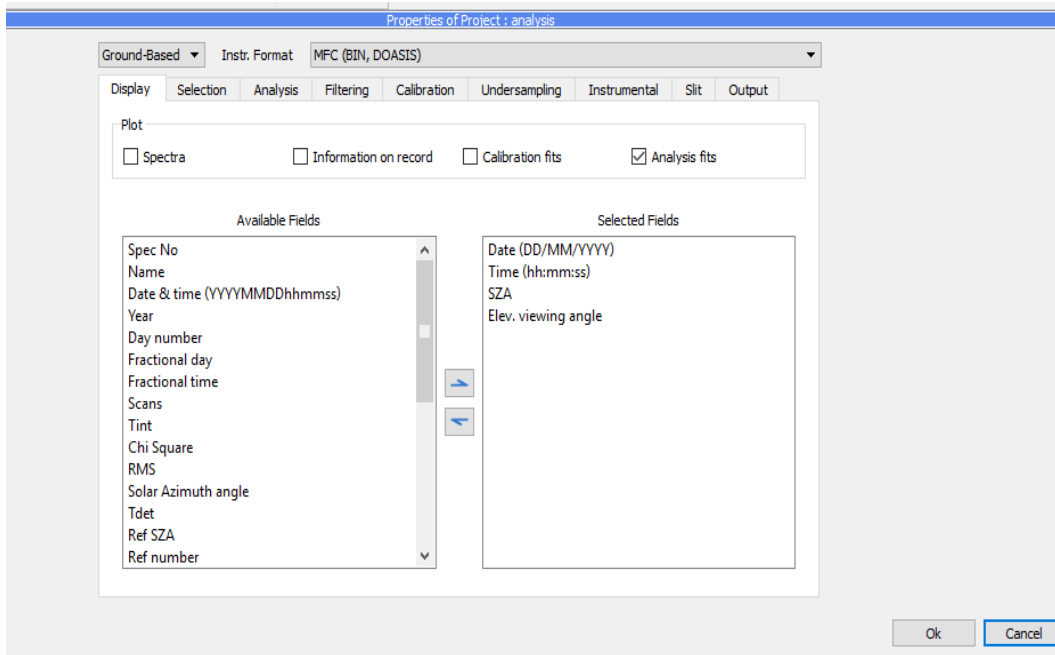 Properties of Project : analysis
Ground-Based Instr. Format MFC (BIN, DOASIS)
Display Selection Analysis Filtering Calibration Undersampling Instrumental Slit Output
Plot
Spectra Information on record Calibration fits Analysis fits
Available Fields Selected Fields
Spec No Date (DD/MM/YYYY)
Name Time (hh:mm:ss)
Date & time (YYYYMMDDhhmmss) SZA
Year Elev. viewing angle
Day number
Fractional day
Fractional time
Scans
Tint
Chi Square
RMS
Solar Azimuth angle
Tdet
Ref SZA
Ref number
Ok Cancel